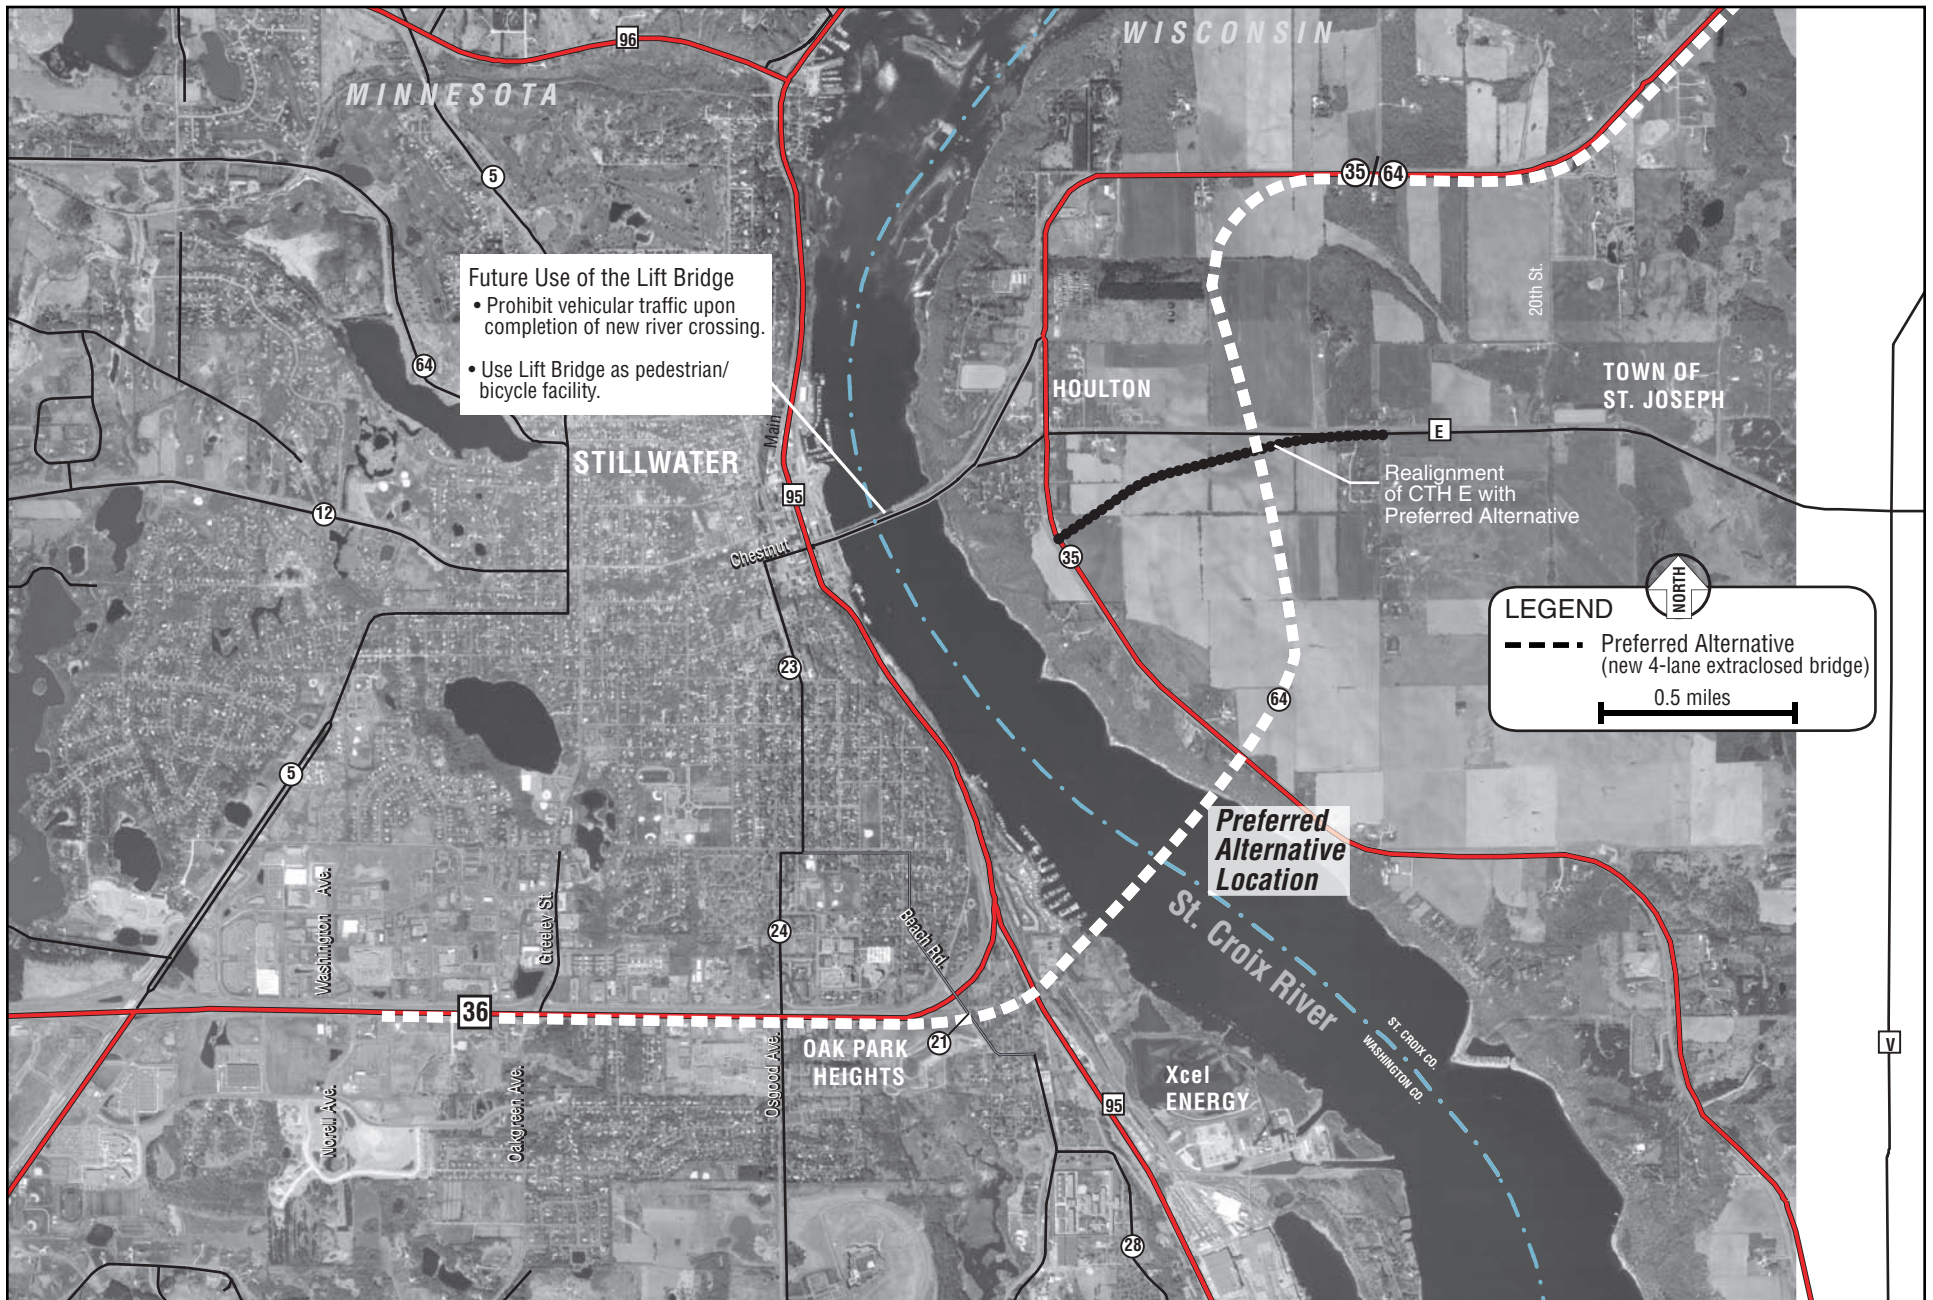 WISCONSIN
96
MINNESOTA
5
35/64
Future Use of the Lift Bridge
• Prohibit vehicular traffic upon
completion of new river crossing.
• Use Lift Bridge as pedestrian/
bicycle facility.
20th St.
64
HOULTON
TOWN OF
ST. JOSEPH
Main
STILLWATER
E
95
Realignment
of CTH E with
Preferred Alternative
12
Chestnut
35
NORTH
LEGEND
Preferred Alternative
(new 4-lane extraclosed bridge)
0.5 miles
23
64
5
Preferred
Alternative
Location
Washington Ave.
Greeley St.
24
Beach Rd.
St. Croix River
36
OAK PARK
HEIGHTS
21
ST. CROIX CO.
WASHINGTON CO.
V
Norell Ave.
Oakgreen Ave.
Osgood Ave.
Xcel
ENERGY
95
28